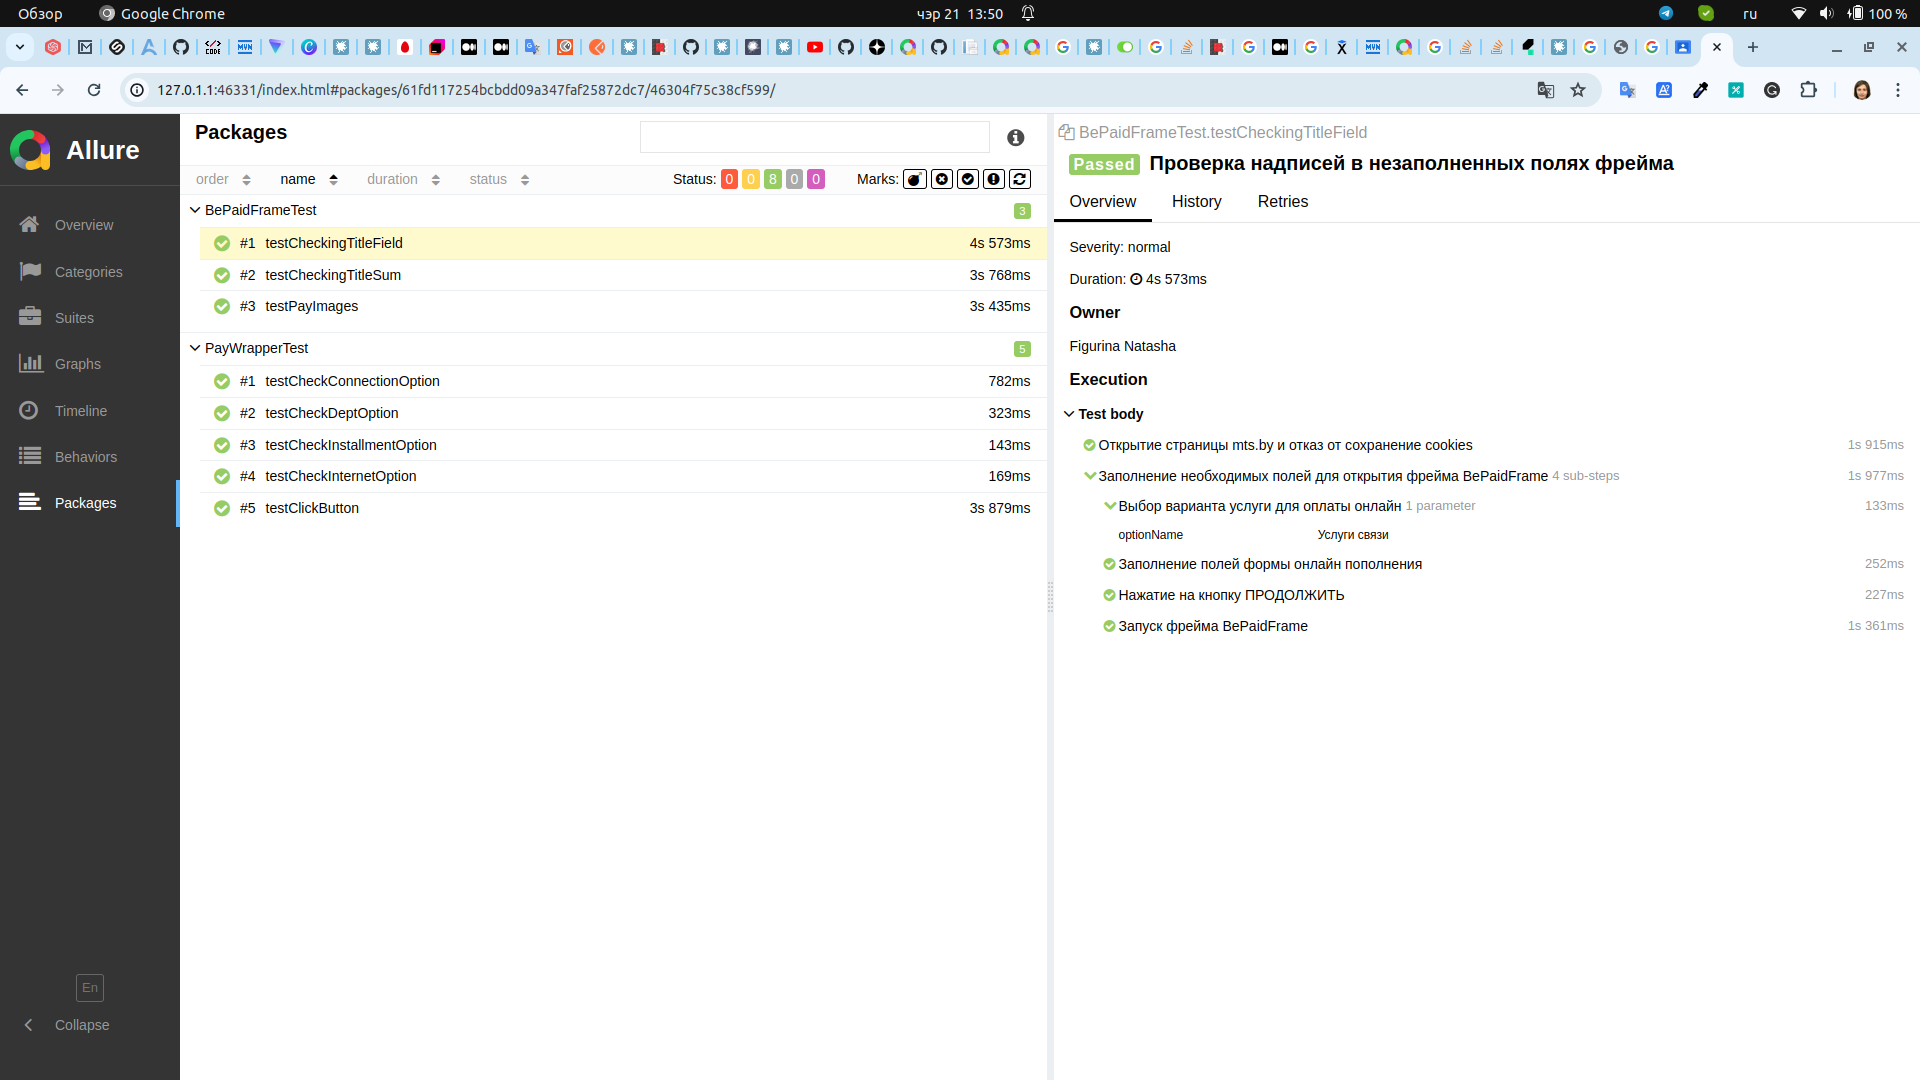 Обзор
Google Chrome
чэр 21 13:50
ru
100 %
127.0.1.1:46331/index.html#packages/61fd117254bcbdd09a347faf25872dc7/46304f75c38cf599/
Allure
Overview
Categories
Suites
Graphs
Timeline
Behaviors
Packages
En
Collapse
Packages
order name duration status Status: 0 0 8 0 0 Marks:
BePaidFrameTest 3
#1 testCheckingTitleField 4s 573ms
#2 testCheckingTitleSum 3s 768ms
#3 testPayImages 3s 435ms
PayWrapperTest 5
#1 testCheckConnectionOption 782ms
#2 testCheckDeptOption 323ms
#3 testCheckInstallmentOption 143ms
#4 testCheckInternetOption 169ms
#5 testClickButton 3s 879ms
BePaidFrameTest.testCheckingTitleField
Passed Проверка надписей в незаполненных полях фрейма
Overview History Retries
Severity: normal
Duration: 4s 573ms
Owner
Figurina Natasha
Execution
Test body
Открытие страницы mts.by и отказ от сохранение cookies 1s 915ms
Заполнение необходимых полей для открытия фрейма BePaidFrame 4 sub-steps 1s 977ms
Выбор варианта услуги для оплаты онлайн 1 parameter 133ms
optionName Услуги связи
Заполнение полей формы онлайн пополнения 252ms
Нажатие на кнопку ПРОДОЛЖИТЬ 227ms
Запуск фрейма BePaidFrame 1s 361ms